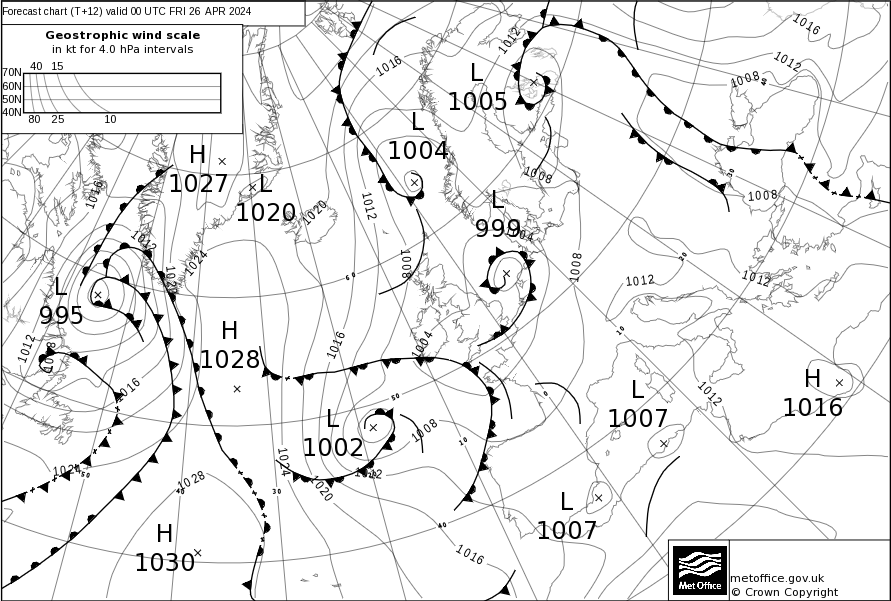 Forecast chart (T+12) valid 00 UTC FRI 26 APR 2024
Geostrophic wind scale
in kt for 4.0 hPa intervals
40 15
70N
60N
50N
40N
80 25 10
H
1027
L
1020
L
1004
L
1005
L
999
L
995
H
1028
L
1002
H
1030
L
1007
L
1007
H
1016
1016
1012
1016
1012
1008
1008
1008
1016
1012
1020
1024
1020
1012
1008
1004
1008
1012
1012
1012
1008
1016
1016
1004
1008
1024
1028
1024
1020
1012
1016
1012
60
50
50
40
40
30
30
20
10
10
0
Met Office
metoffice.gov.uk
© Crown Copyright